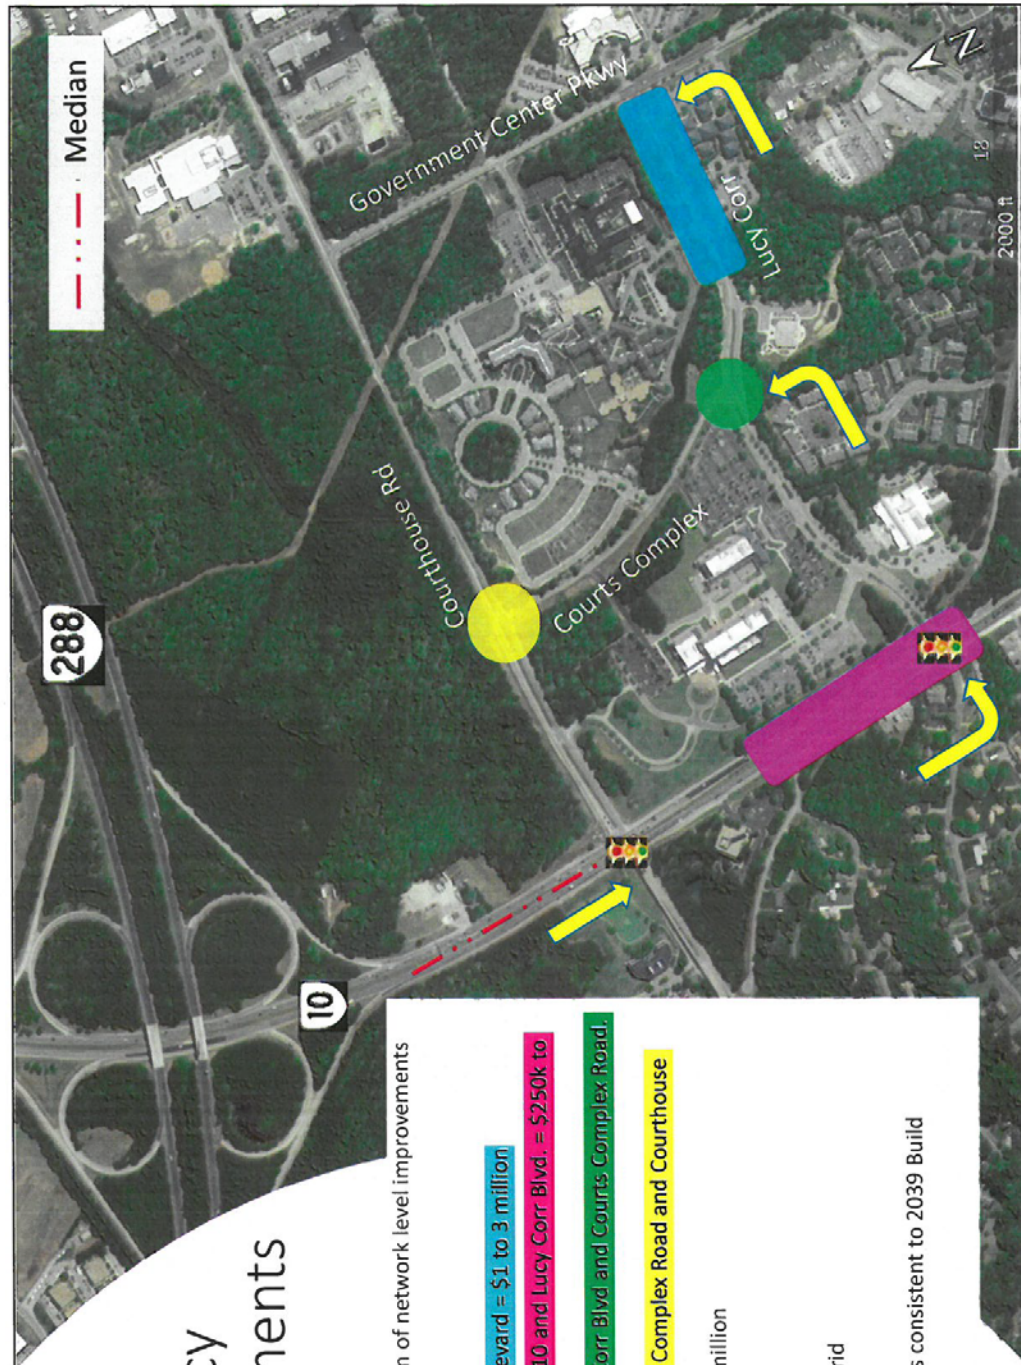 cy
nents
n of network level improvements
evard = $1 to 3 million
10 and Lucy Corr Blvd. = $250k to
orr Blvd and Courts Complex Road.
Complex Road and Courthouse
million
rid
s consistent to 2039 Build
288
10
Median
Courthouse Rd
Government Center Pkwy
Courts Complex
Lucy Corr
N
2000 ft
18